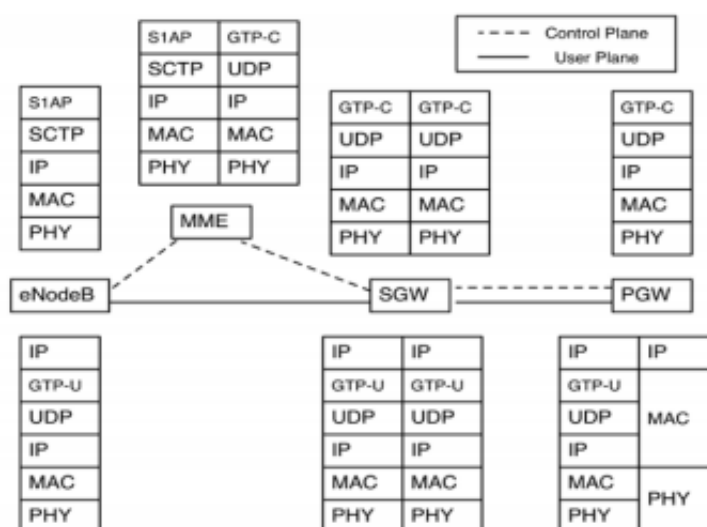 S1AP GTP-C
SCTP UDP
IP IP
MAC MAC
PHY PHY
Control Plane
User Plane
S1AP
SCTP
IP
MAC
PHY
GTP-C GTP-C
UDP UDP
IP IP
MAC MAC
PHY PHY
GTP-C
UDP
IP
MAC
PHY
MME
eNodeB
SGW
PGW
IP
GTP-U
UDP
IP
MAC
PHY
IP IP
GTP-U GTP-U
UDP UDP
IP IP
MAC MAC
PHY PHY
IP IP
GTP-U
UDP MAC
IP
MAC
PHY PHY